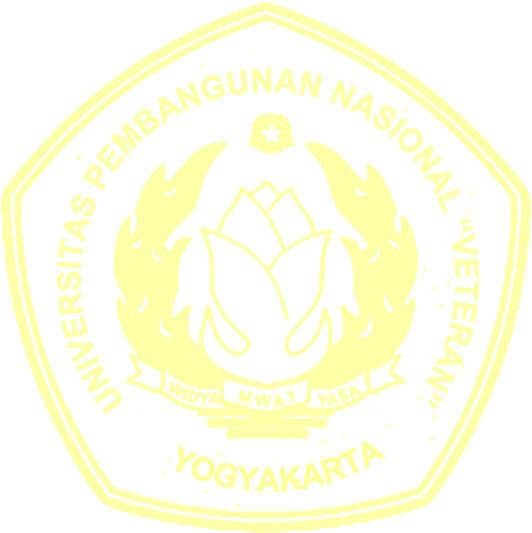 UNIVERSITAS PEMBANGUNAN NASIONAL "VETERAN"
WIDYA MWAT YASA
YOGYAKARTA